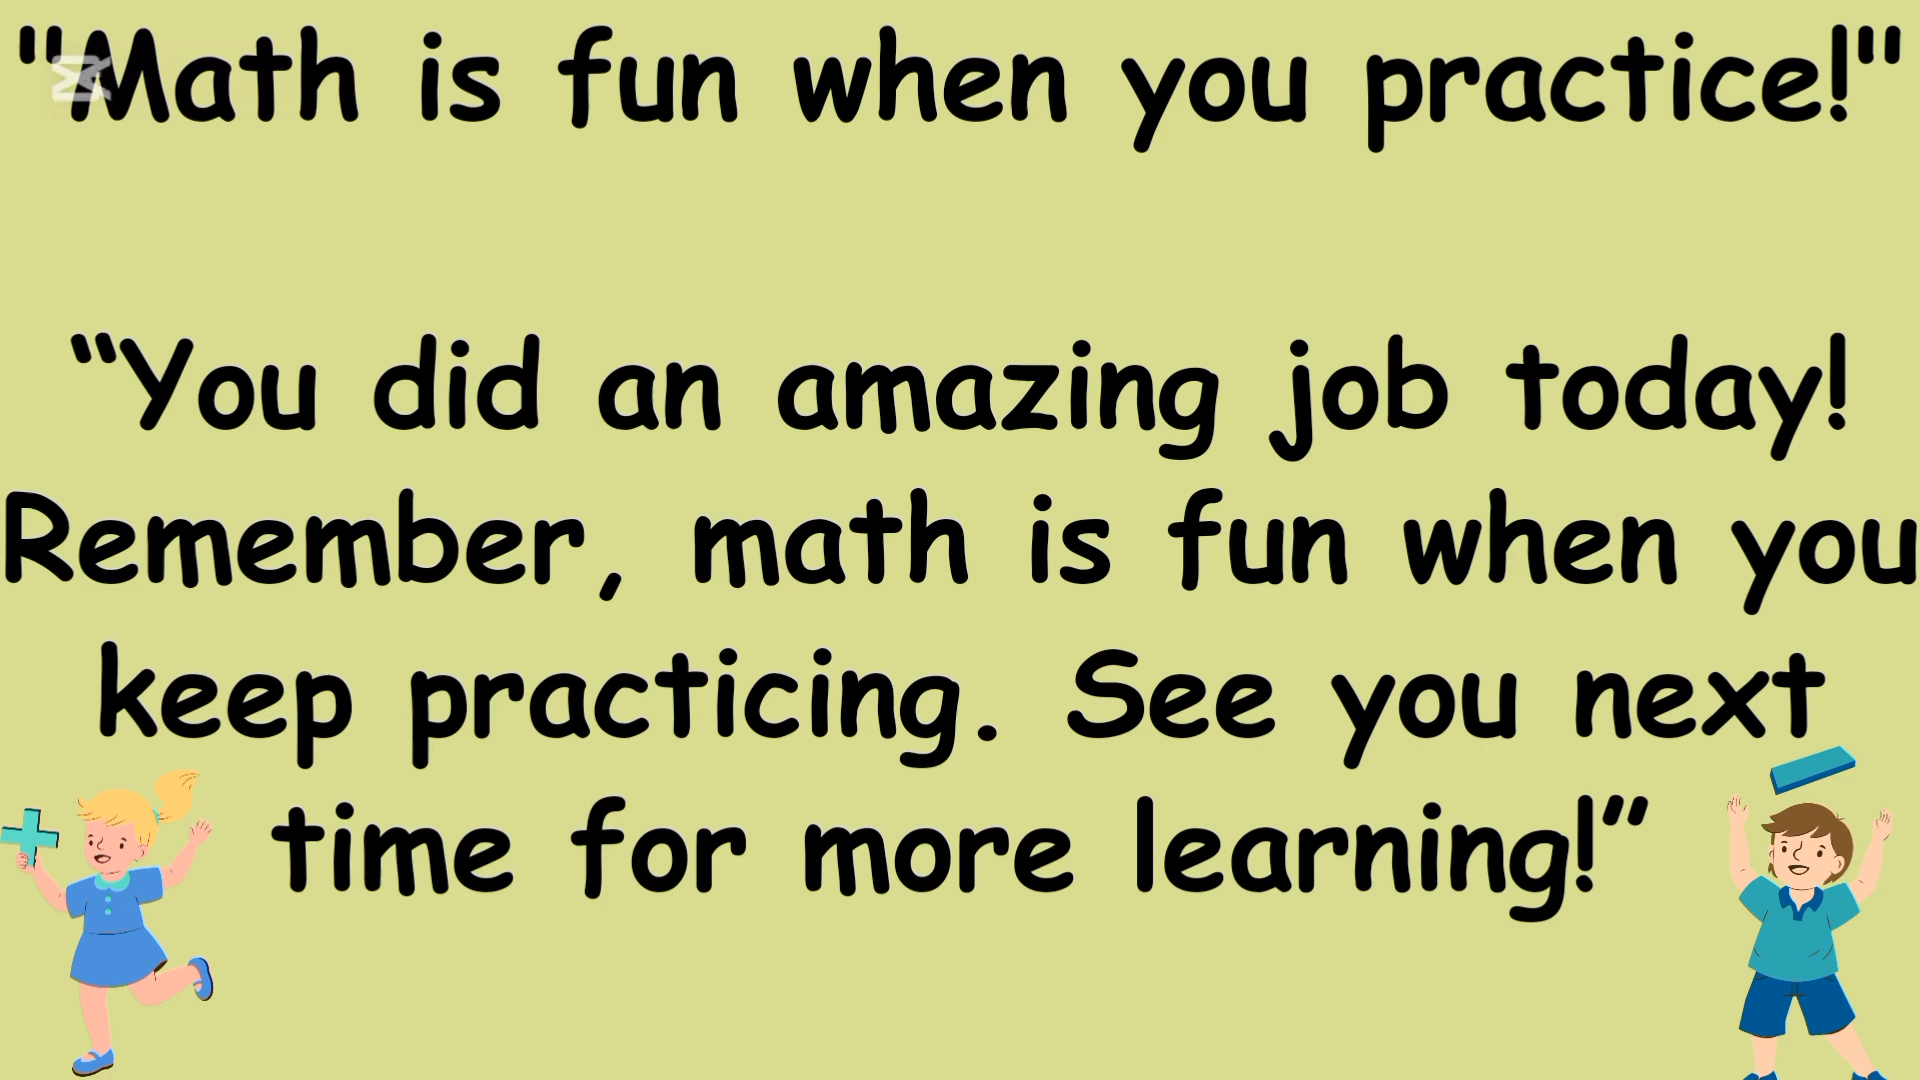 "Math is fun when you practice!"
“You did an amazing job today!
Remember, math is fun when you
keep practicing. See you next
time for more learning!”